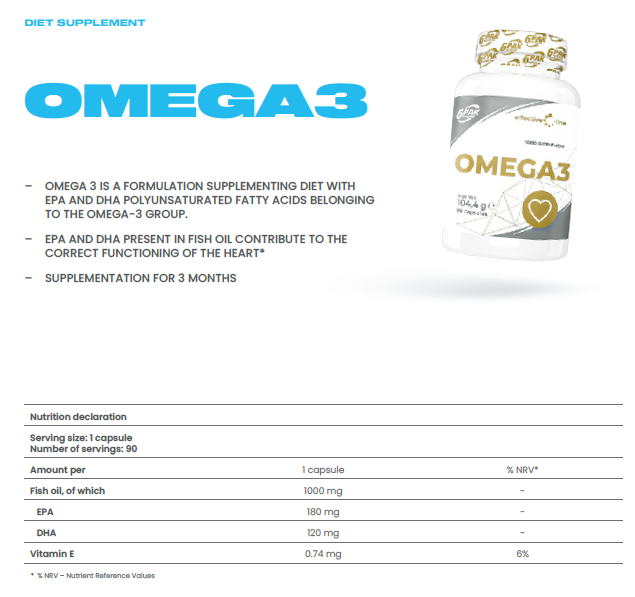 DIET SUPPLEMENT
OMEGA3
– OMEGA 3 IS A FORMULATION SUPPLEMENTING DIET WITH
EPA AND DHA POLYUNSATURATED FATTY ACIDS BELONGING
TO THE OMEGA-3 GROUP.
– EPA AND DHA PRESENT IN FISH OIL CONTRIBUTE TO THE
CORRECT FUNCTIONING OF THE HEART*
– SUPPLEMENTATION FOR 3 MONTHS
6PAK
effective line
FOOD SUPPLEMENT
OMEGA3
Net Wt.
104,4 g e
90 capsules
Nutrition declaration
Serving size: 1 capsule
Number of servings: 90
Amount per 1 capsule % NRV*
Fish oil, of which 1000 mg -
EPA 180 mg -
DHA 120 mg -
Vitamin E 0.74 mg 6%
* % NRV – Nutrient Reference Values